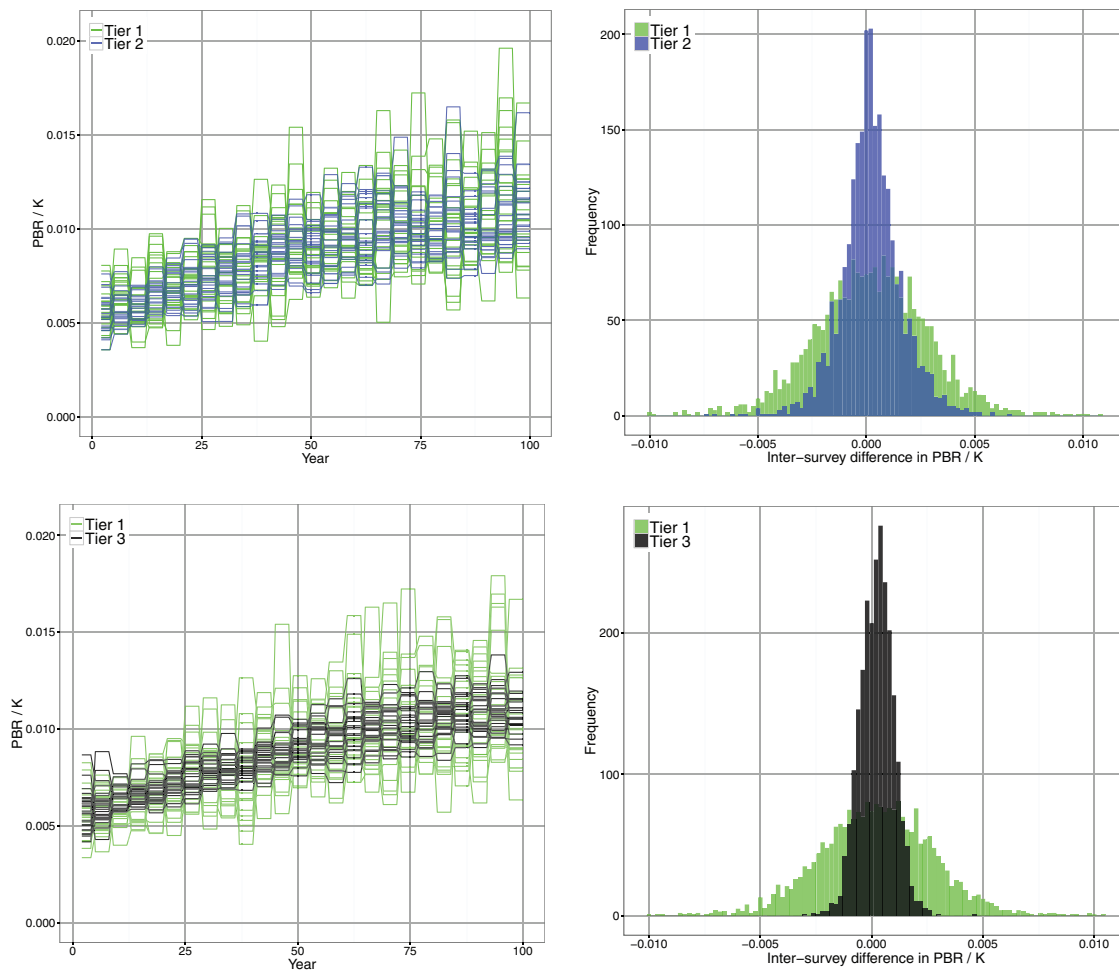 Tier 1
Tier 2
0.020
0.015
0.010
0.005
0.000
PBR / K
0 25 50 75 100
Year
Tier 1
Tier 2
200
150
100
50
0
Frequency
−0.010 −0.005 0.000 0.005 0.010
Inter-survey difference in PBR / K
Tier 1
Tier 3
0.020
0.015
0.010
0.005
0.000
PBR / K
0 25 50 75 100
Year
Tier 1
Tier 3
200
100
0
Frequency
−0.010 −0.005 0.000 0.005 0.010
Inter-survey difference in PBR / K